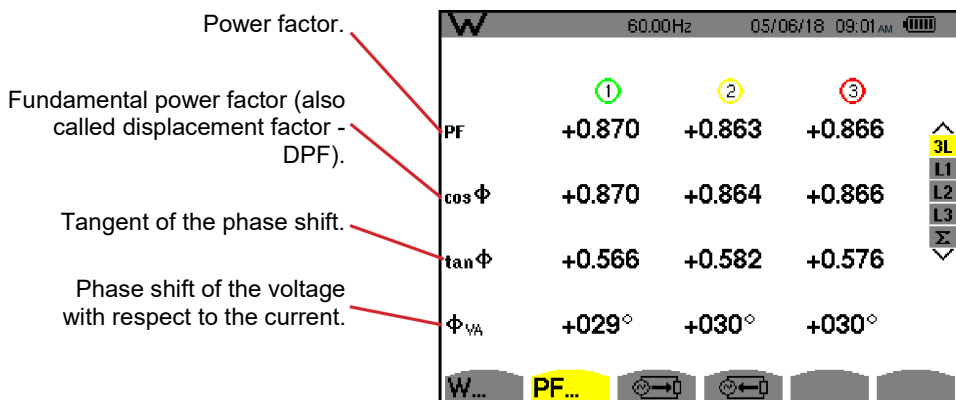 Power factor.
Fundamental power factor (also
called displacement factor -
DPF).
Tangent of the phase shift.
Phase shift of the voltage
with respect to the current.
W 60.00Hz 05/06/18 09:01AM
1 2 3
PF +0.870 +0.863 +0.866
cos Φ +0.870 +0.864 +0.866
tan Φ +0.566 +0.582 +0.576
ΦVA +029° +030° +030°
3L
L1
L2
L3
Σ
W... PF...